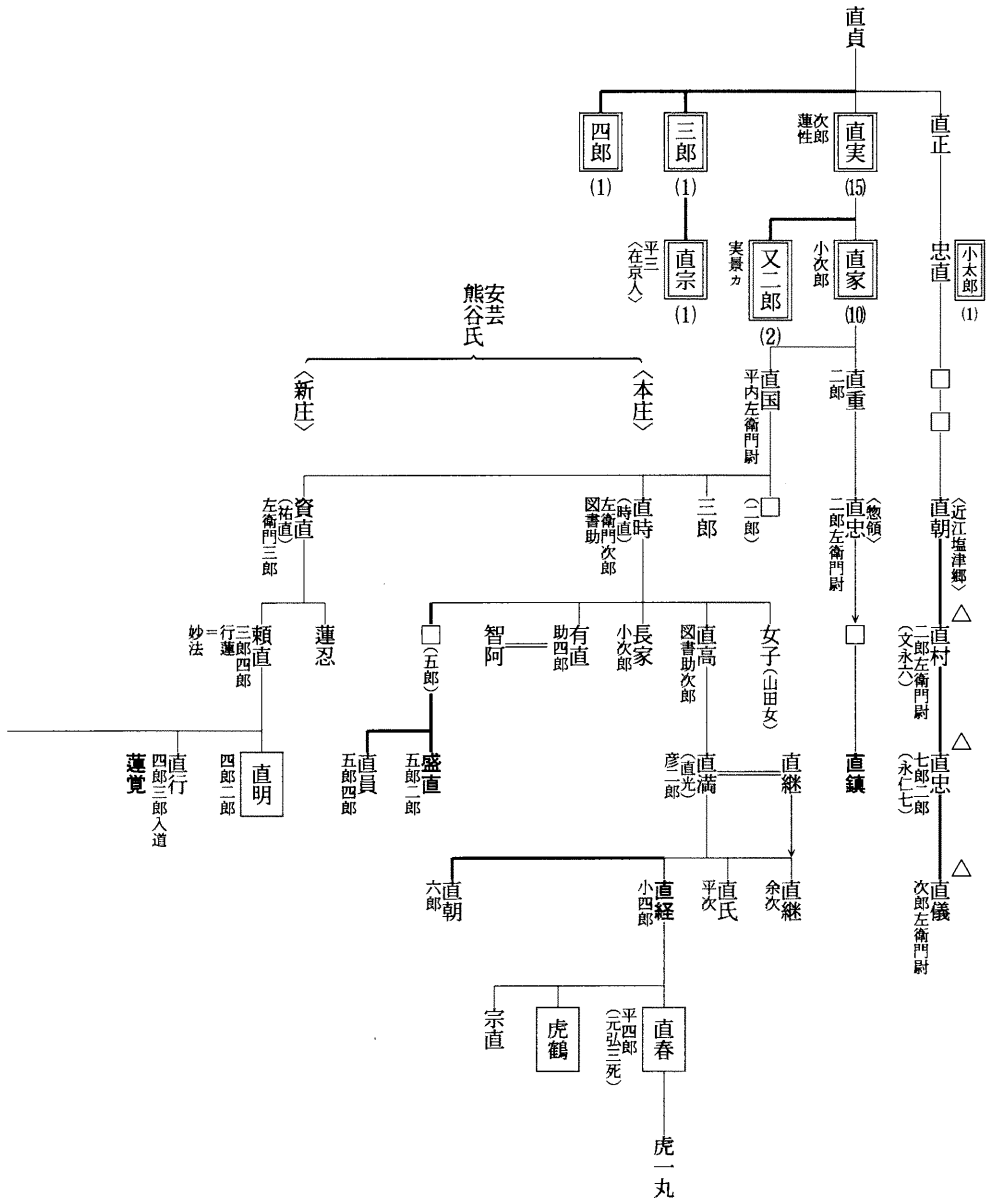 直貞
直正
直実
次郎
蓮性
(15)
三郎
(1)
四郎
(1)
小太郎
(1)
忠直
直家
小次郎
(10)
又二郎
実景ヵ
(2)
直宗
平三
〈在京人〉
(1)
安芸
熊谷氏
〈本庄〉
〈新庄〉
□
□
直重
二郎
直国
平内左衛門尉
〈近江塩津郷〉
直朝
〈惣領〉
直忠
二郎左衛門尉
□
(二郎)
三郎
直時
(時直)
左衛門次郎
図書助
資直
(祐直)
左衛門三郎
△
直村
二郎左衛門尉
(文永六)
□
女子(山田女)
直高
図書助次郎
長家
小次郎
有直
助四郎
智阿
□(五郎)
蓮忍
頼直
三郎四郎
行蓮
=
妙法
△
直忠
七郎二郎
(永仁七)
直鎮
直継
直満
(直光)
彦二郎
盛直
五郎二郎
直員
五郎四郎
直明
四郎二郎
直行
四郎三郎入道
蓮覚
△
直儀
次郎左衛門尉
直継
余次
直氏
平次
直経
小四郎
直朝
六郎
直春
平四郎
(元弘三死)
虎鶴
宗直
虎一丸